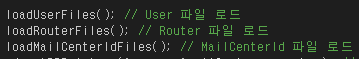 loadUserFiles(); // User 파일 로드
loadRouterFiles(); // Router 파일 로드
loadMailCenterIdFiles(); // MailCenterId 파일 로드